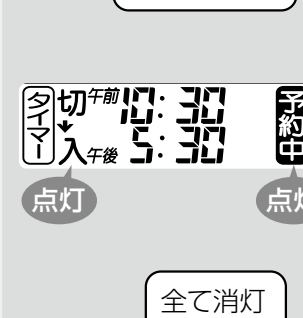 タイマー
切 午前 10:30
入 午後 5:30
予約中
点灯
点灯
全て消灯